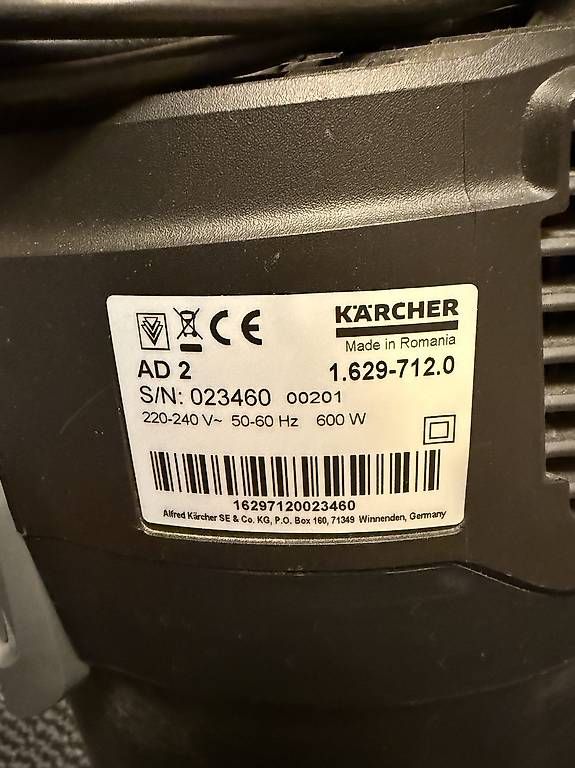 CE KÄRCHER
Made in Romania
AD 2 1.629-712.0
S/N: 023460 00201
220-240 V~ 50-60 Hz 600 W
16297120023460
Alfred Kärcher SE & Co. KG, P.O. Box 160, 71349 Winnenden, Germany